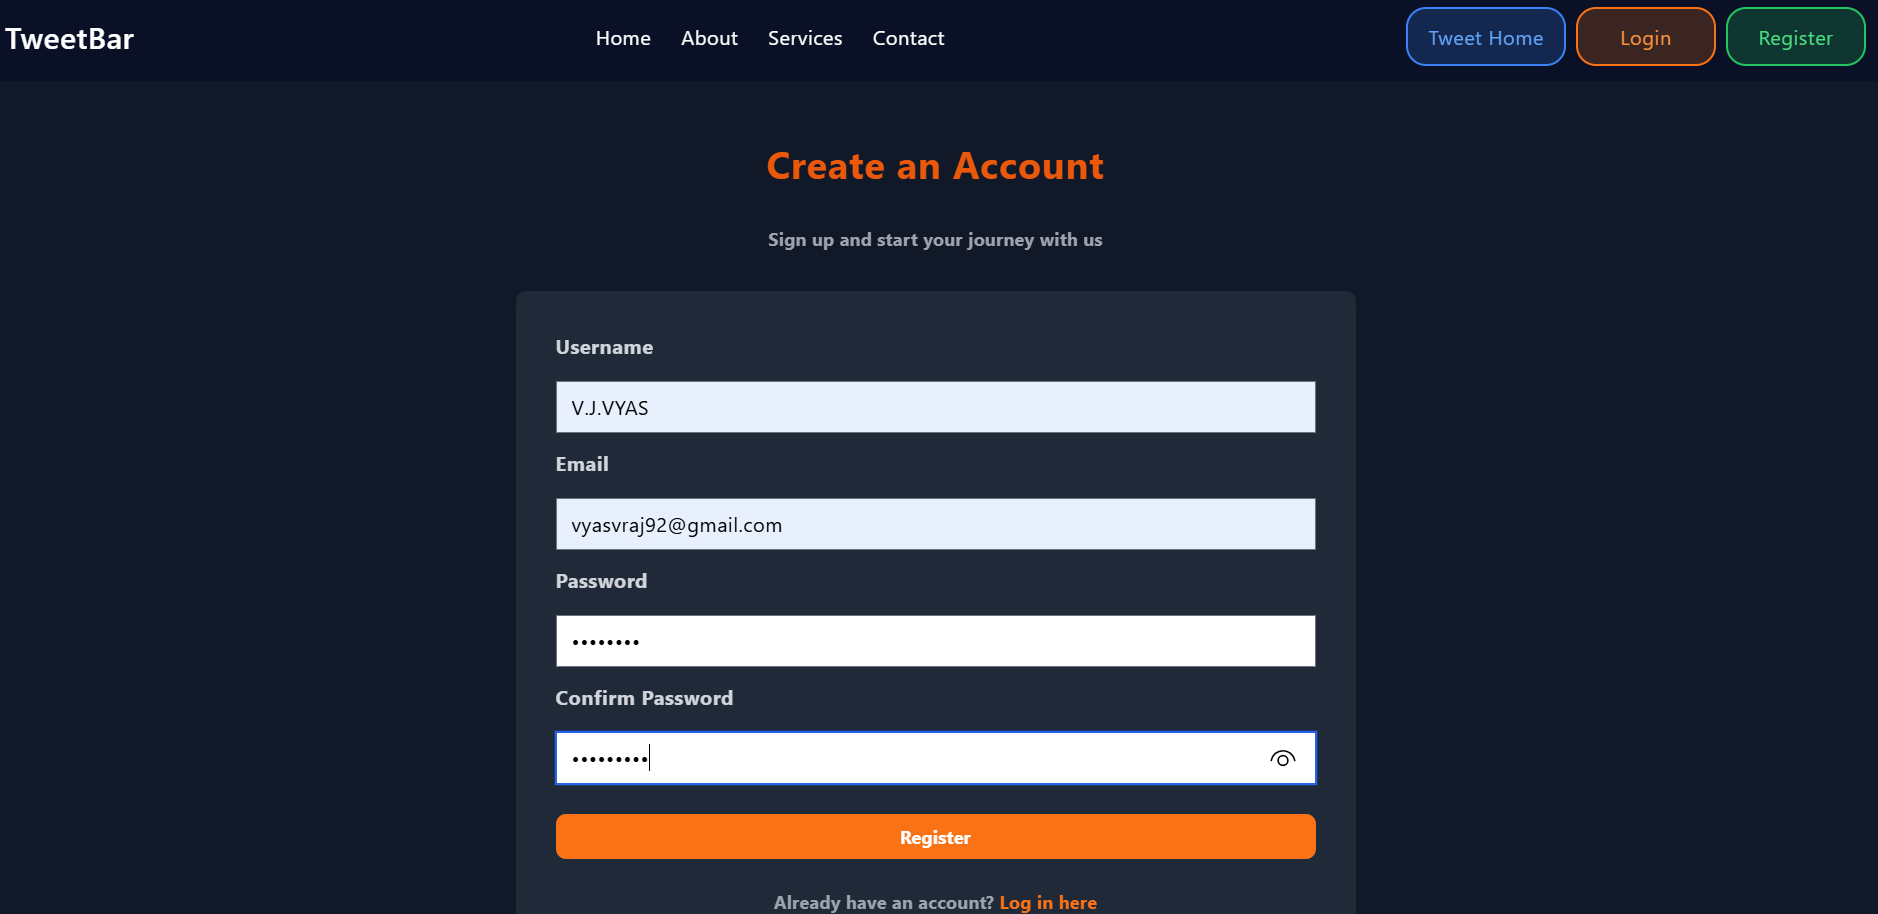 TweetBar
Home About Services Contact
Tweet Home Login Register
Create an Account
Sign up and start your journey with us
Username
V.J.VYAS
Email
vyasvraj92@gmail.com
Password
••••••••
Confirm Password
•••••••••
Register
Already have an account? Log in here